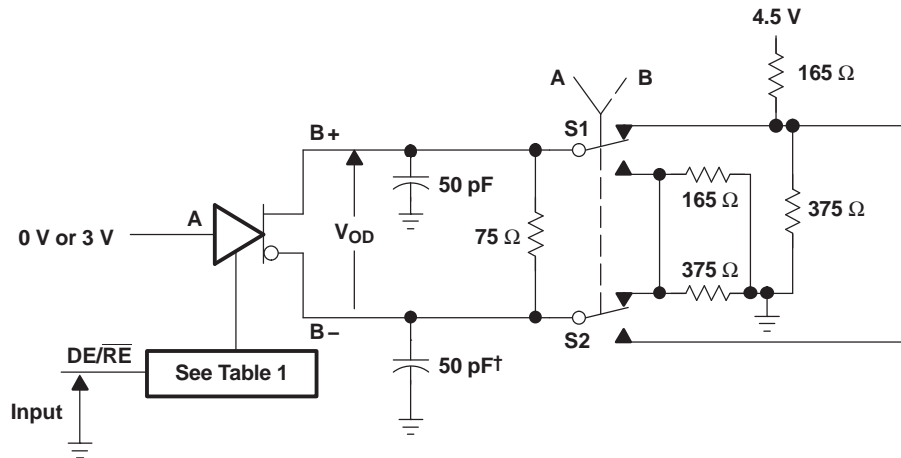 4.5 V
165 Ω
A
B
S1
B+
50 pF
165 Ω
375 Ω
A
0 V or 3 V
VOD
75 Ω
375 Ω
B−
S2
DE/RE
50 pF†
See Table 1
Input